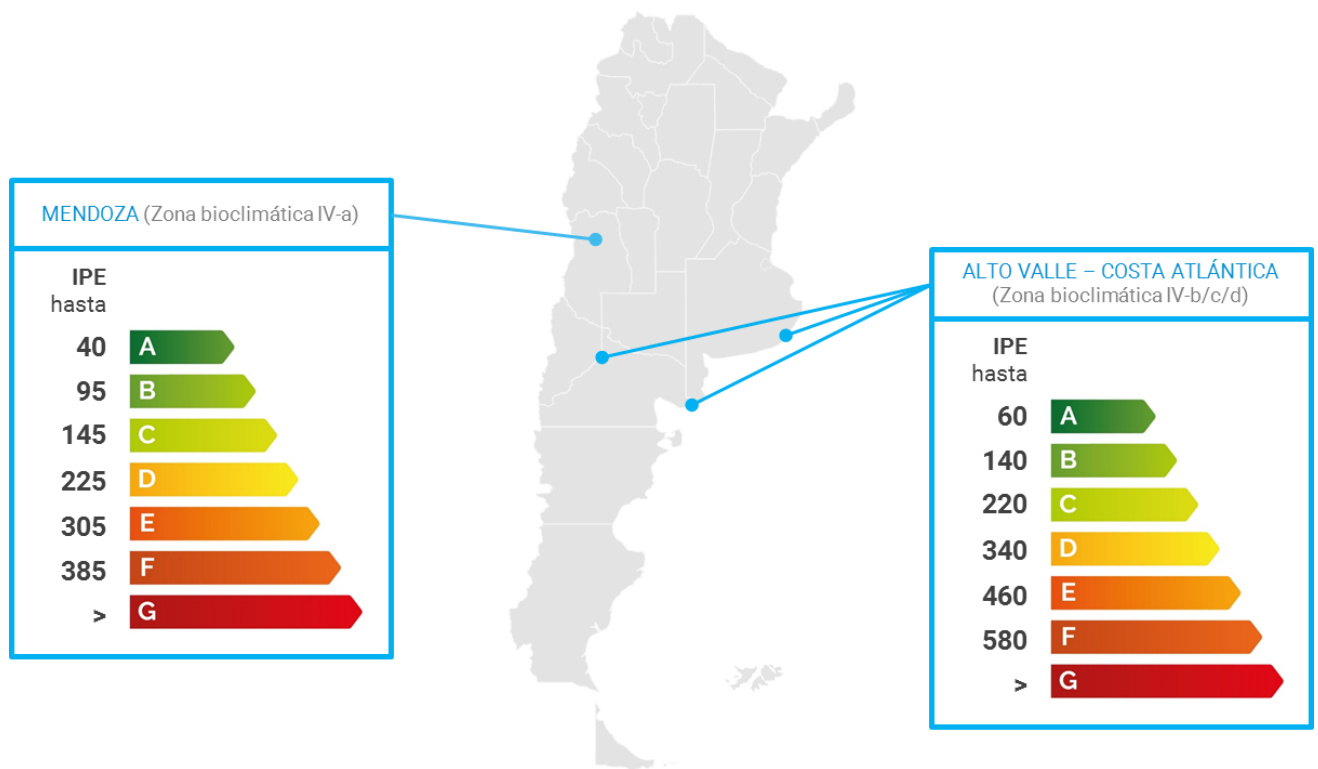 MENDOZA (Zona bioclimática IV-a)
IPE
hasta
40 A
95 B
145 C
225 D
305 E
385 F
> G
ALTO VALLE – COSTA ATLÁNTICA
(Zona bioclimática IV-b/c/d)
IPE
hasta
60 A
140 B
220 C
340 D
460 E
580 F
> G